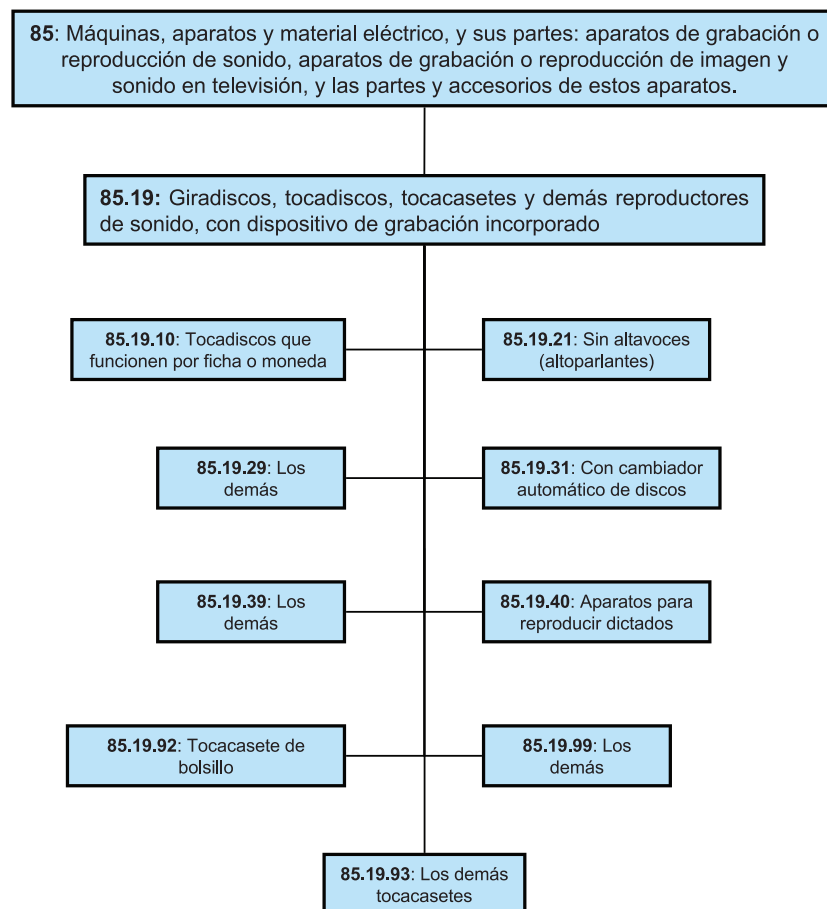 85: Máquinas, aparatos y material eléctrico, y sus partes: aparatos de grabación o
reproducción de sonido, aparatos de grabación o reproducción de imagen y
sonido en televisión, y las partes y accesorios de estos aparatos.
85.19: Giradiscos, tocadiscos, tocacasetes y demás reproductores
de sonido, con dispositivo de grabación incorporado
85.19.10: Tocadiscos que
funcionen por ficha o moneda
85.19.21: Sin altavoces
(altoparlantes)
85.19.29: Los
demás
85.19.31: Con cambiador
automático de discos
85.19.39: Los
demás
85.19.40: Aparatos para
reproducir dictados
85.19.92: Tocacasete de
bolsillo
85.19.99: Los
demás
85.19.93: Los demás
tocacasetes